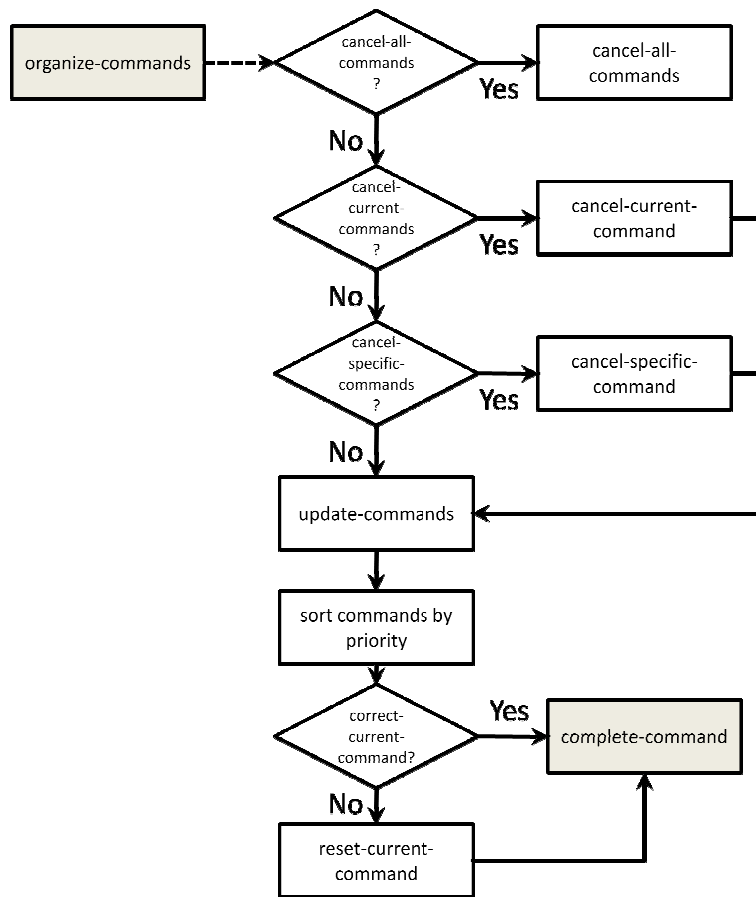 organize-commands
cancel-all-
commands
?
Yes
cancel-all-
commands
No
cancel-
current-
commands
?
Yes
cancel-current-
command
No
cancel-
specific-
commands
?
Yes
cancel-specific-
command
No
update-commands
sort commands by
priority
correct-
current-
command?
Yes
complete-command
No
reset-current-
command